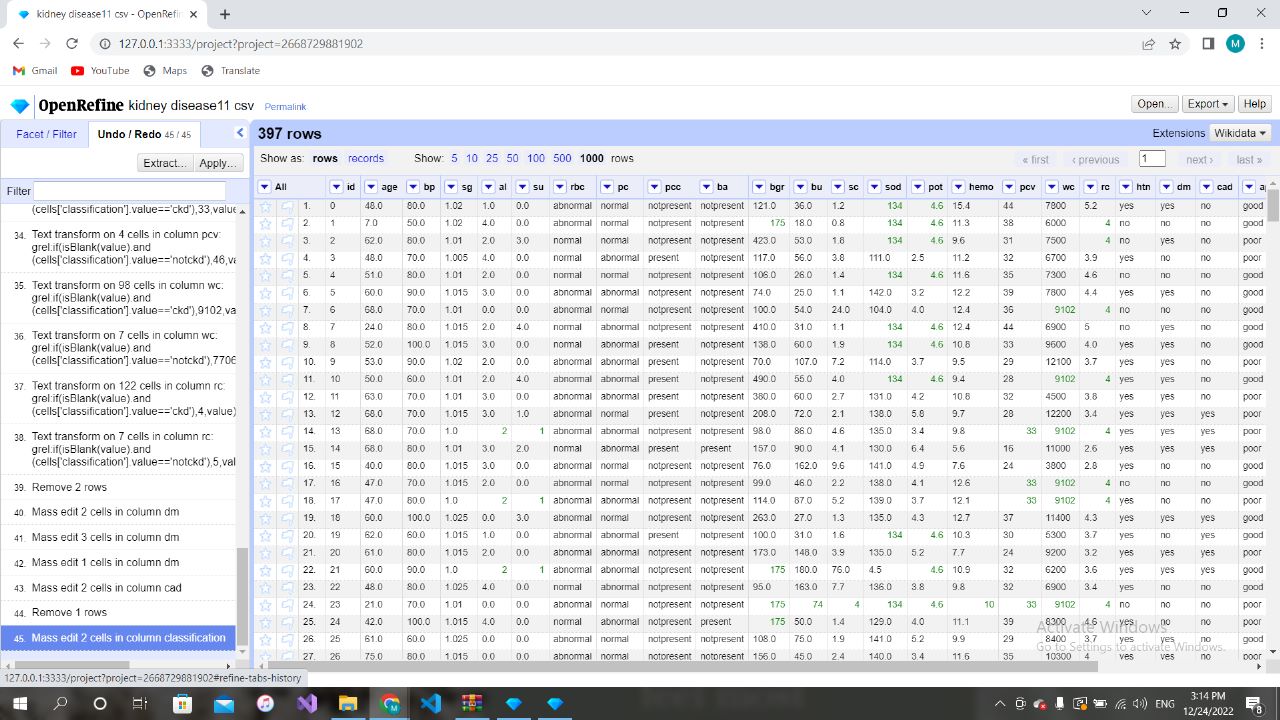 kidney disease11 csv - OpenRefin
127.0.0.1:3333/project?project=2668729881902
M
Gmail YouTube Maps Translate
OpenRefine kidney disease11 csv Permalink
Open... Export Help
Facet / Filter Undo / Redo 45 / 45
Extract... Apply...
Filter
(cells['classification'].value=='ckd'),33,value
34. Text transform on 4 cells in column pcv:
grel:if(isBlank(value).and
(cells['classification'].value=='notckd'),46,va
35. Text transform on 98 cells in column wc:
grel:if(isBlank(value).and
(cells['classification'].value=='ckd'),9102,va
36. Text transform on 7 cells in column wc:
grel:if(isBlank(value).and
(cells['classification'].value=='notckd'),7706
37. Text transform on 122 cells in column rc:
grel:if(isBlank(value).and
(cells['classification'].value=='ckd'),4,value)
38. Text transform on 7 cells in column rc:
grel:if(isBlank(value).and
(cells['classification'].value=='notckd'),5,val
39. Remove 2 rows
40. Mass edit 2 cells in column dm
41. Mass edit 3 cells in column dm
42. Mass edit 1 cells in column dm
43. Mass edit 2 cells in column cad
44. Remove 1 rows
45. Mass edit 2 cells in column classification
127.0.0.1:3333/project?project=2668729881902#refine-tabs-history
397 rows
Extensions Wikidata
Show as: rows records Show: 5 10 25 50 100 500 1000 rows
« first ‹ previous 1 next › last »
All id age bp sg al su rbc pc pcc ba bgr bu sc sod pot hemo pcv wc rc htn dm cad a
1. 0 48.0 80.0 1.02 1.0 0.0 abnormal normal notpresent notpresent 121.0 36.0 1.2 134 4.6 15.4 44 7800 5.2 yes yes no good
2. 1 7.0 50.0 1.02 4.0 0.0 abnormal normal notpresent notpresent 175 18.0 0.8 134 4.6 11.3 38 6000 4 no no no good
3. 2 62.0 80.0 1.01 2.0 3.0 normal normal notpresent notpresent 423.0 53.0 1.8 134 4.6 9.6 31 7500 4 no yes no poor
4. 3 48.0 70.0 1.005 4.0 0.0 normal abnormal present notpresent 117.0 56.0 3.8 111.0 2.5 11.2 32 6700 3.9 yes no no poor
5. 4 51.0 80.0 1.01 2.0 0.0 normal normal notpresent notpresent 106.0 26.0 1.4 134 4.6 11.6 35 7300 4.6 no no no good
6. 5 60.0 90.0 1.015 3.0 0.0 abnormal abnormal notpresent notpresent 74.0 25.0 1.1 142.0 3.2 12.2 39 7800 4.4 yes yes no good
7. 6 68.0 70.0 1.01 0.0 0.0 abnormal normal notpresent notpresent 100.0 54.0 24.0 104.0 4.0 12.4 36 9102 4 no no no good
8. 7 24.0 80.0 1.015 2.0 4.0 normal abnormal notpresent notpresent 410.0 31.0 1.1 134 4.6 12.4 44 6900 5 no yes no good
9. 8 52.0 100.0 1.015 3.0 0.0 normal abnormal present notpresent 138.0 60.0 1.9 134 4.6 10.8 33 9600 4.0 yes yes no good
10. 9 53.0 90.0 1.02 2.0 0.0 abnormal abnormal present notpresent 70.0 107.0 7.2 114.0 3.7 9.5 29 12100 3.7 yes yes no poor
11. 10 50.0 60.0 1.01 2.0 4.0 abnormal abnormal present notpresent 490.0 55.0 4.0 134 4.6 9.4 28 9102 4 yes yes no good
12. 11 63.0 70.0 1.01 3.0 0.0 abnormal abnormal present notpresent 380.0 60.0 2.7 131.0 4.2 10.8 32 4500 3.8 yes yes no poor
13. 12 68.0 70.0 1.015 3.0 1.0 abnormal normal present notpresent 208.0 72.0 2.1 138.0 5.8 9.7 28 12200 3.4 yes yes yes poor
14. 13 68.0 70.0 1.0 2 1 abnormal abnormal notpresent notpresent 98.0 86.0 4.6 135.0 3.4 9.8 33 9102 4 yes yes yes poor
15. 14 68.0 80.0 1.01 3.0 2.0 normal abnormal present present 157.0 90.0 4.1 130.0 6.4 5.6 16 11000 2.6 yes yes yes poor
16. 15 40.0 80.0 1.015 3.0 0.0 abnormal normal notpresent notpresent 76.0 162.0 9.6 141.0 4.9 7.6 24 3800 2.8 yes no no good
17. 16 47.0 70.0 1.015 2.0 0.0 abnormal normal notpresent notpresent 99.0 46.0 2.2 138.0 4.1 12.6 33 9102 4 no no no good
18. 17 47.0 80.0 1.0 2 1 abnormal abnormal notpresent notpresent 114.0 87.0 5.2 139.0 3.7 12.1 33 9102 4 yes no no poor
19. 18 60.0 100.0 1.025 0.0 3.0 abnormal normal notpresent notpresent 263.0 27.0 1.3 135.0 4.3 12.7 37 11400 4.3 yes yes yes good
20. 19 62.0 60.0 1.015 1.0 0.0 abnormal abnormal present notpresent 100.0 31.0 1.6 134 4.6 10.3 30 5300 3.7 yes no yes good
21. 20 61.0 80.0 1.015 2.0 0.0 abnormal abnormal notpresent notpresent 173.0 148.0 3.9 135.0 5.2 7.7 24 9200 3.2 yes yes yes poor
22. 21 60.0 90.0 1.0 2 1 abnormal abnormal notpresent notpresent 175 180.0 76.0 4.5 4.6 10.9 32 6200 3.6 yes yes yes good
23. 22 48.0 80.0 1.025 4.0 0.0 normal abnormal notpresent notpresent 95.0 163.0 7.7 136.0 3.8 9.8 32 6900 3.4 yes no no good
24. 23 21.0 70.0 1.01 0.0 0.0 abnormal normal notpresent notpresent 175 74 4 134 4.6 10 33 9102 4 no no no poor
25. 24 42.0 100.0 1.015 4.0 0.0 normal abnormal notpresent present 175 50.0 1.4 129.0 4.0 11.1 39 8300 4.6 yes no no poor
26. 25 61.0 60.0 1.025 0.0 0.0 abnormal normal notpresent notpresent 108.0 75.0 1.9 141.0 5.2 9.9 29 8400 3.7 yes yes no good
27. 26 75.0 80.0 1.015 0.0 0.0 abnormal normal notpresent notpresent 156.0 45.0 2.4 140.0 3.4 11.6 35 10300 4 yes yes no poor
Activate Windows
Go to Settings to activate Windows.
ENG
3:14 PM
12/24/2022
8